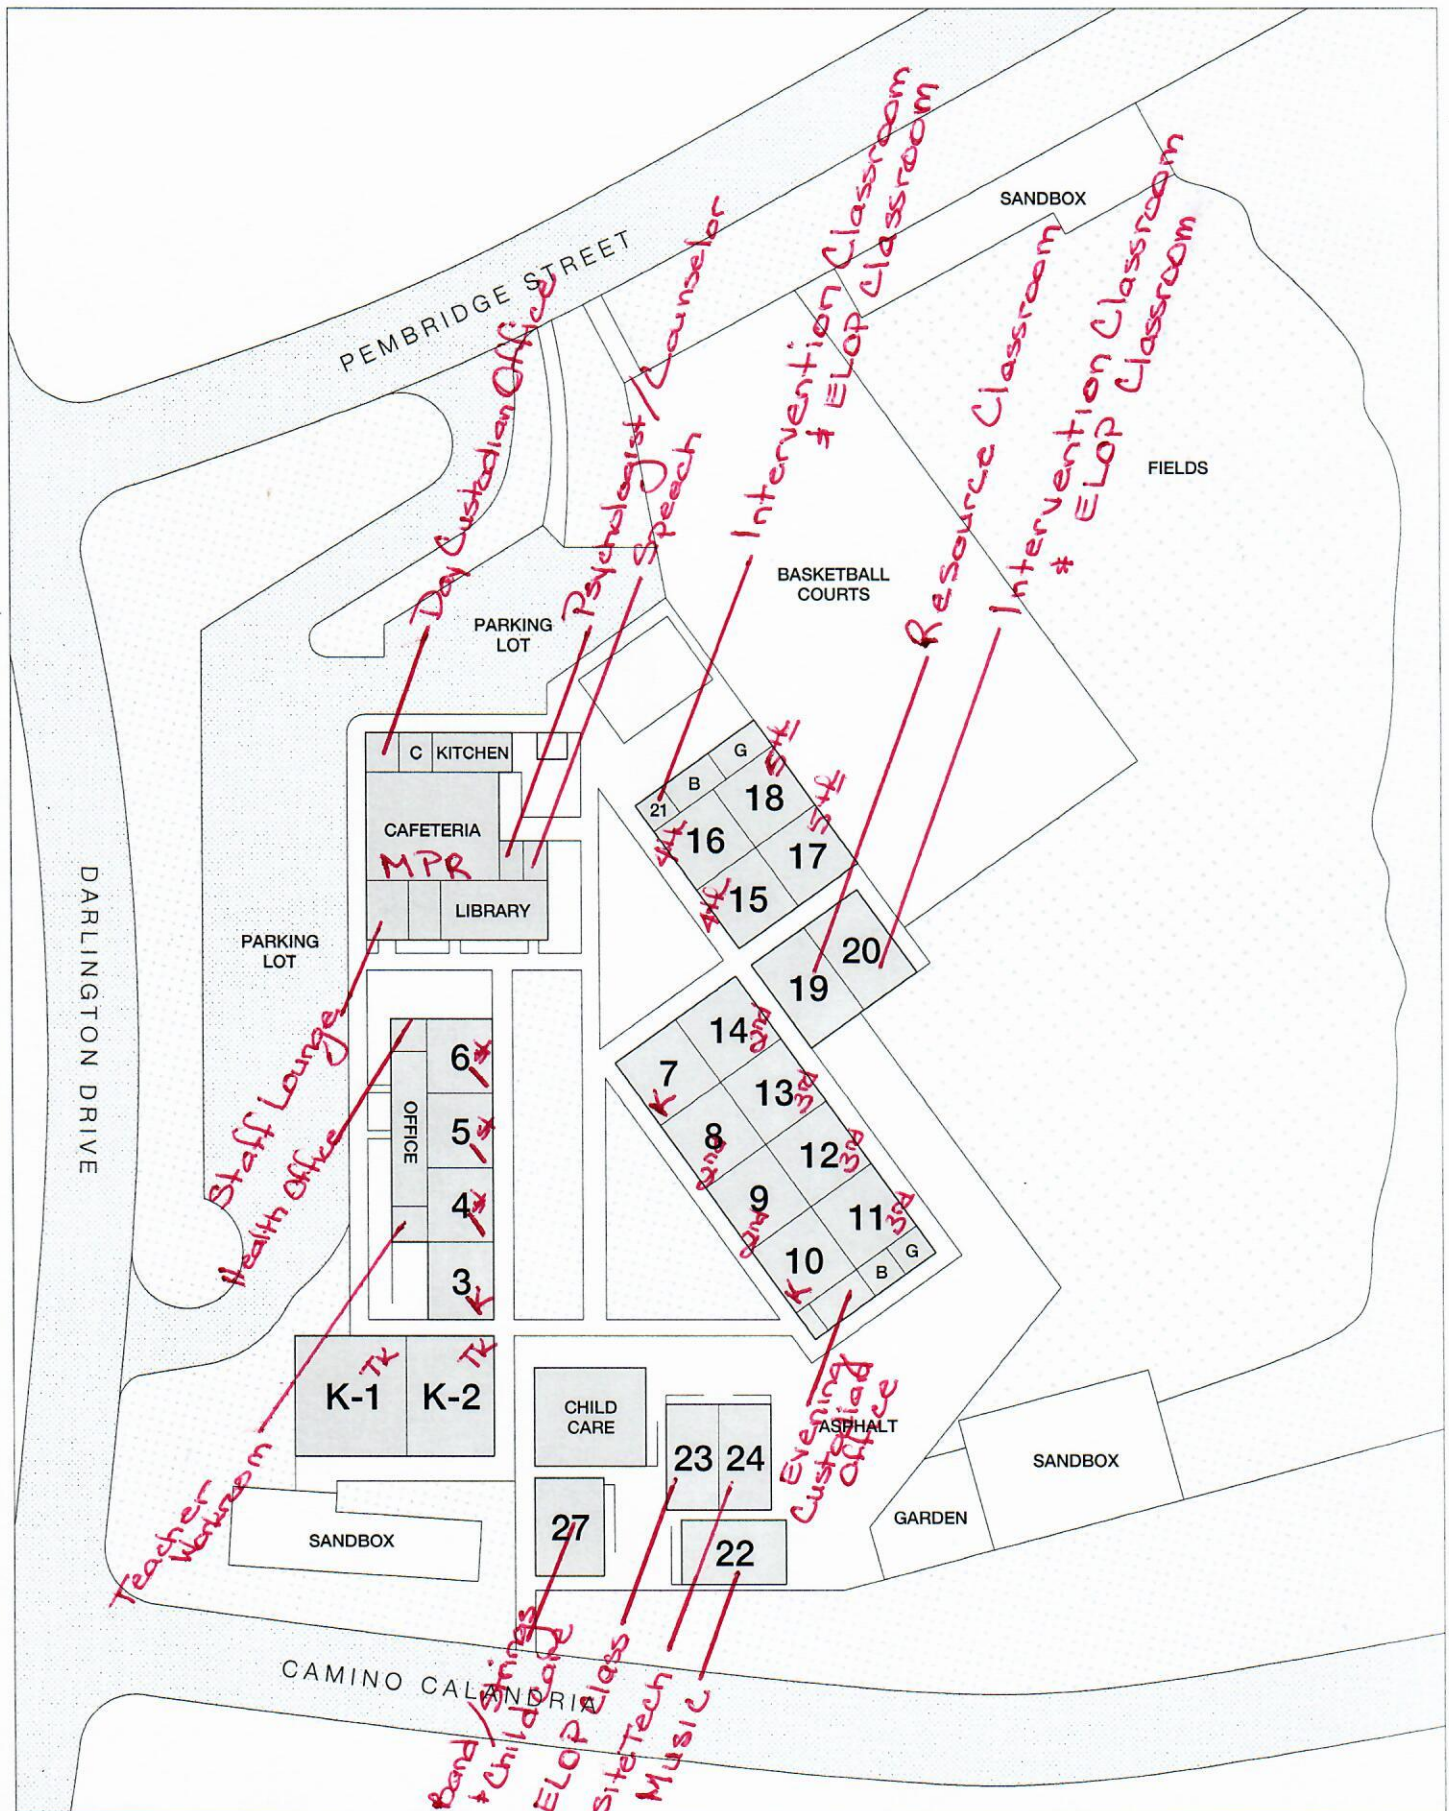 SANDBOX
PEMBRIDGE STREET
Day Custodian Office
Psychologist / Counselor
Speech
Intervention Classroom
* ELOP Classroom
Resource Classroom
Intervention Classroom
* ELOP Classroom
FIELDS
BASKETBALL
COURTS
PARKING
LOT
C
KITCHEN
CAFETERIA
MPR
LIBRARY
G
B
21
18
5th
16
4th
17
5th
15
4th
20
19
DARLINGTON DRIVE
PARKING
LOT
Staff Lounge
Health Office
OFFICE
6
5
4
3
K
14
2nd
7
K
13
3rd
8
2nd
12
3rd
9
2nd
11
3rd
10
K
B
G
K-1
TK
K-2
TK
CHILD
CARE
23
24
Evening
Custodian
Office
ASPHALT
SANDBOX
GARDEN
Teacher
Workroom
SANDBOX
27
22
CAMINO CALANDRIA
Band / Strings
+ Child Care
ELOP Class
Site Tech
Music